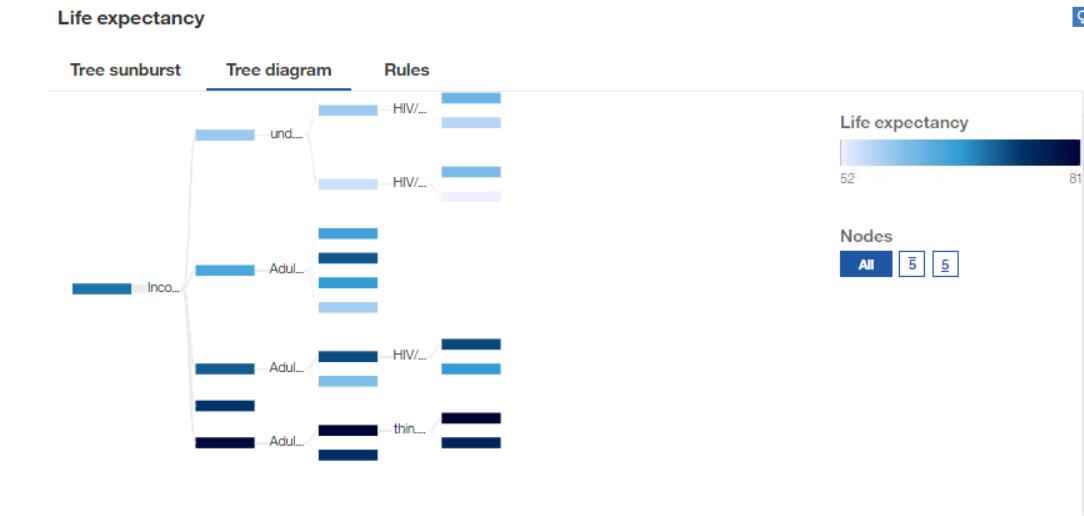 Life expectancy
Tree sunburst Tree diagram Rules
HIV/...
und....
HIV/...
Adul...
Inco...
Adul...
HIV/...
Adul...
thin....
Life expectancy
52 81
Nodes
All 5 5